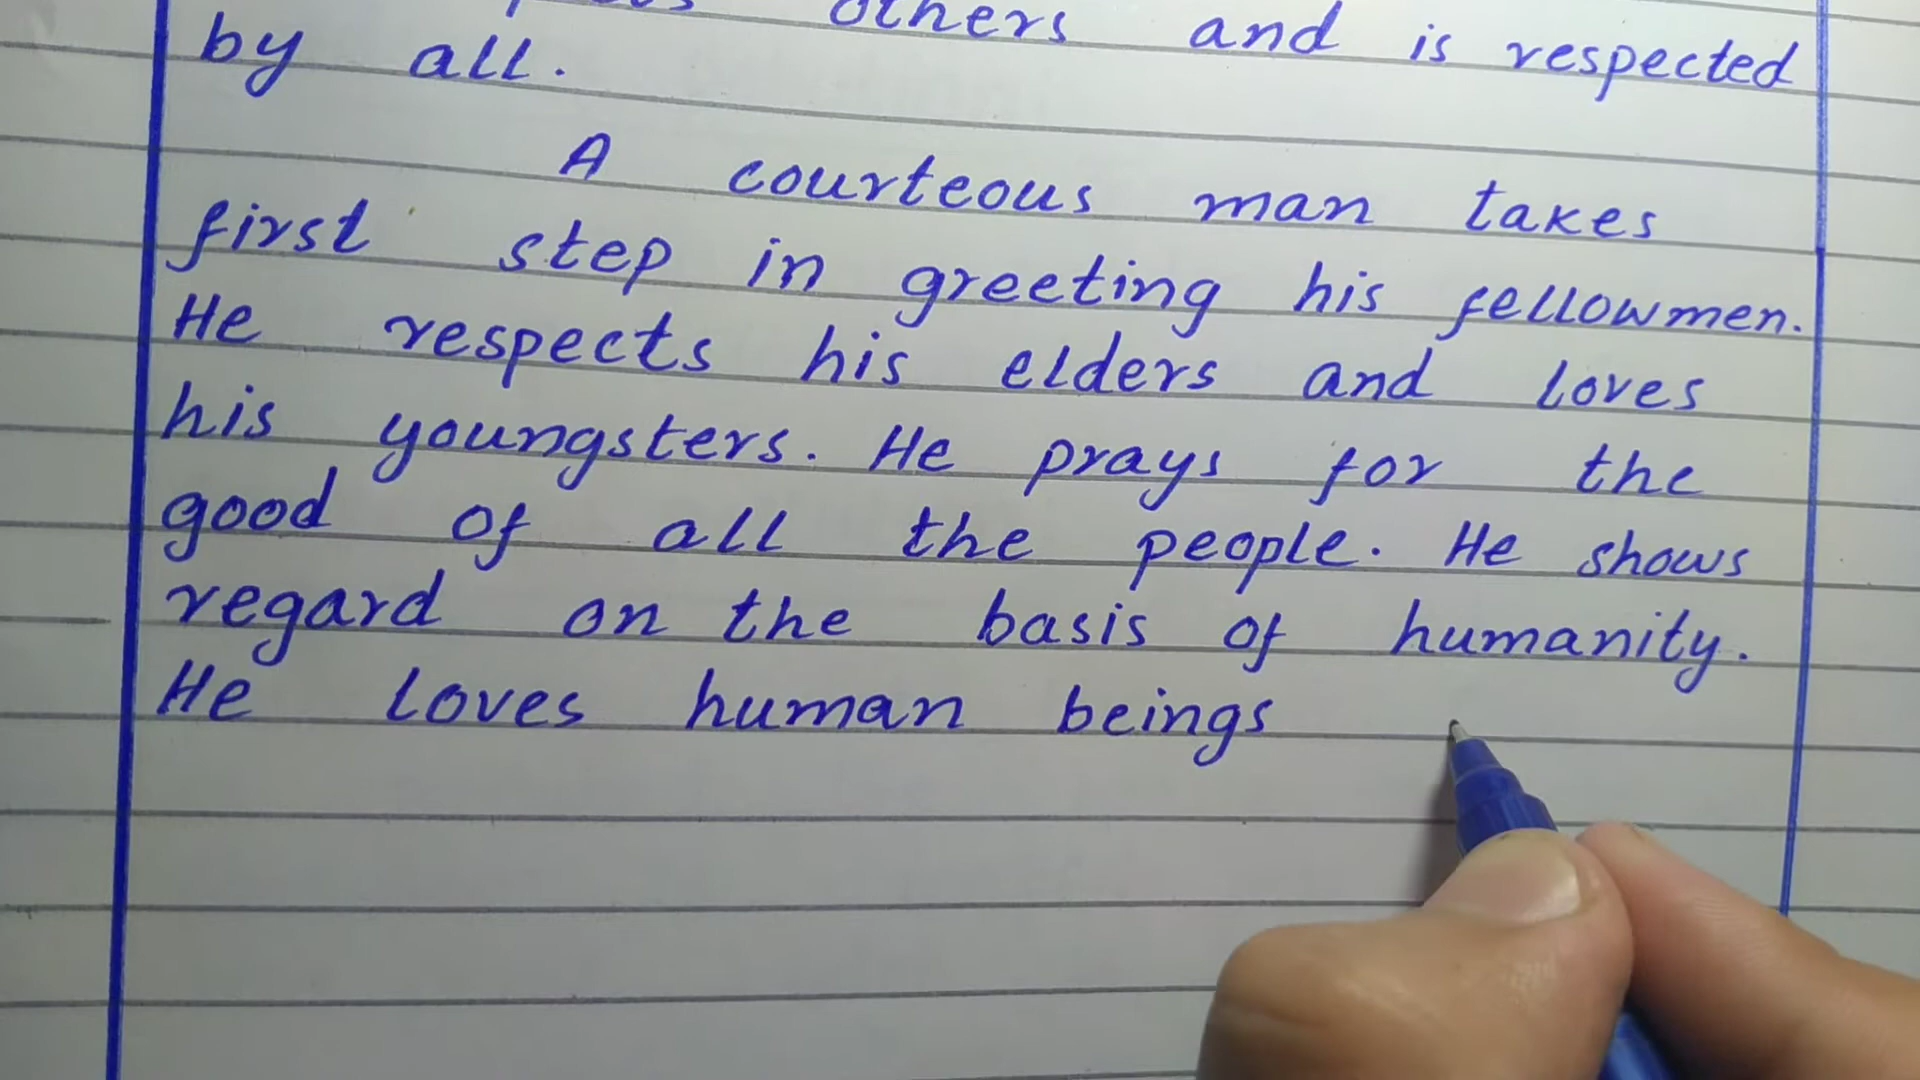 others and is respected
by all.
A courteous man takes
first step in greeting his fellowmen.
He respects his elders and loves
his youngsters. He prays for the
good of all the people. He shows
regard on the basis of humanity.
He loves human beings